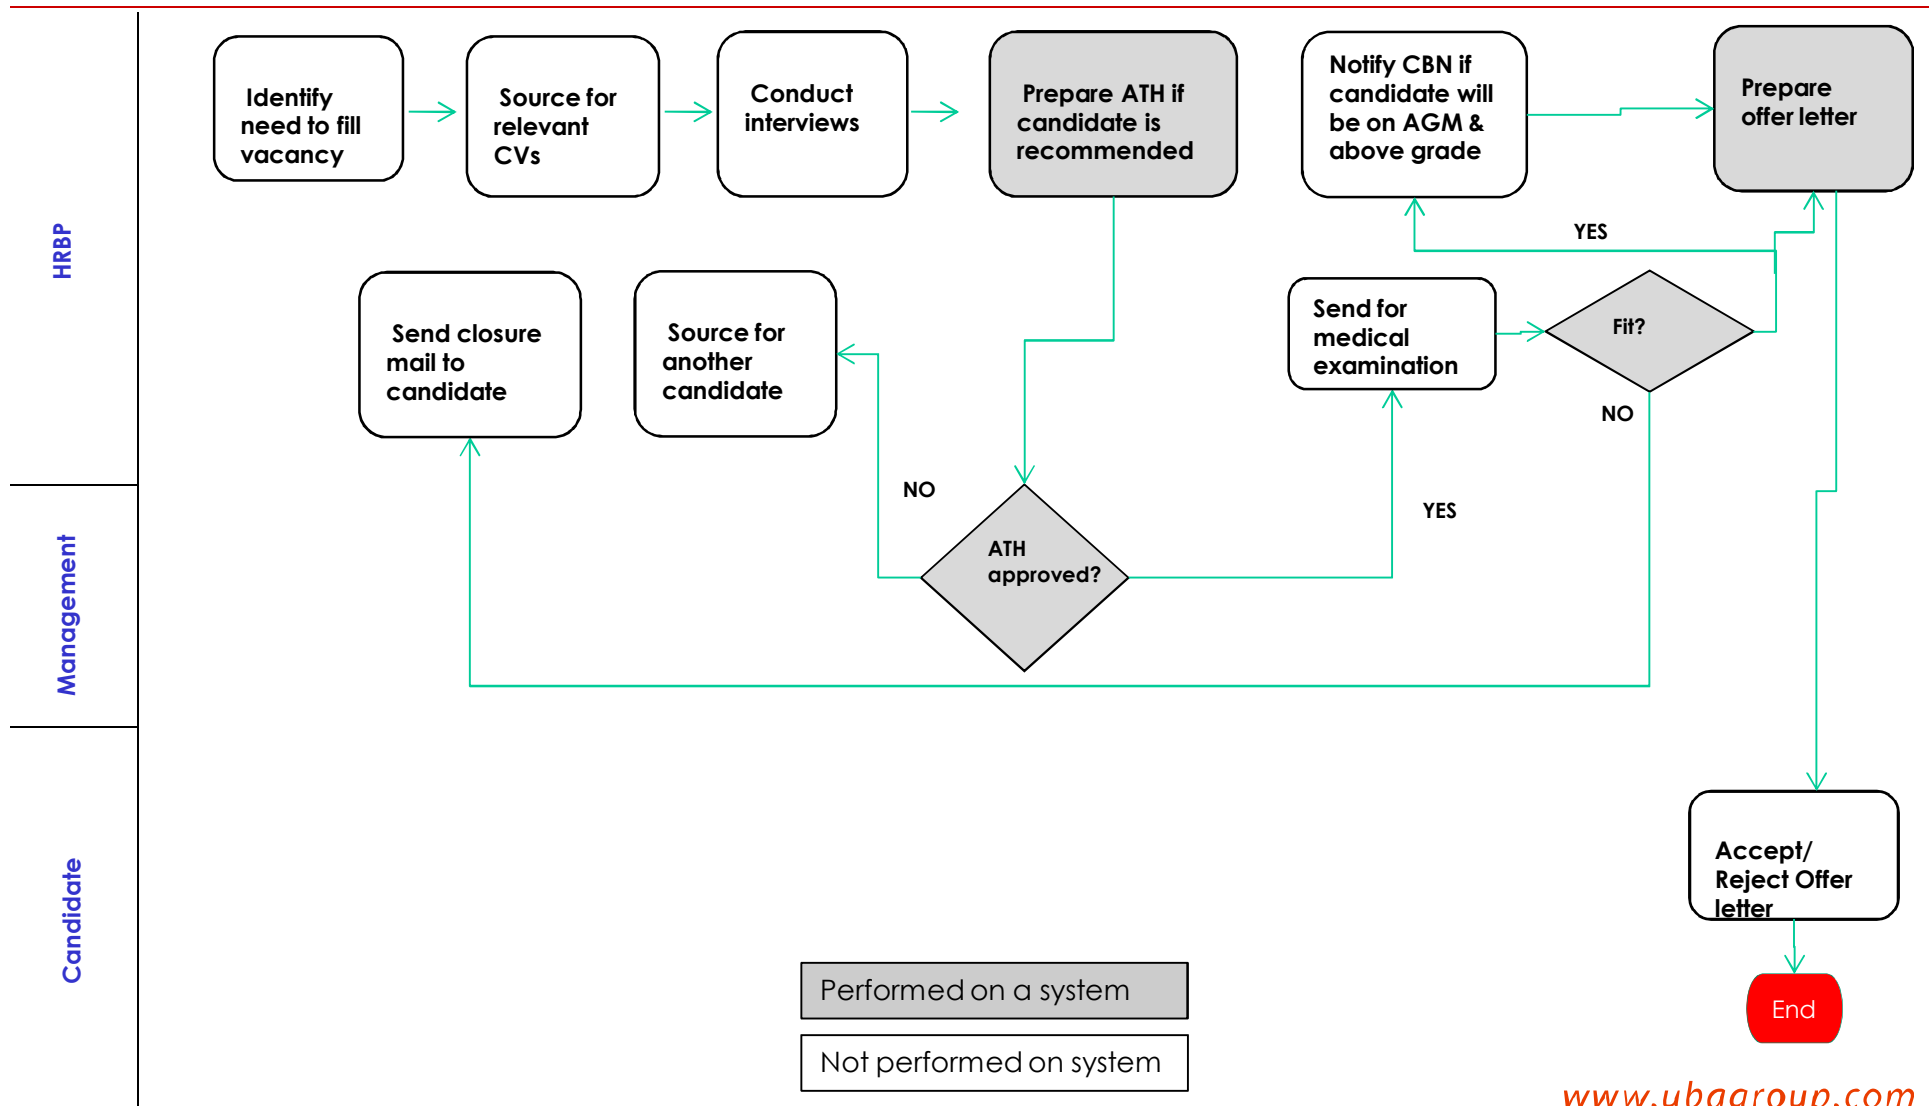 HRBP
Identify
need to fill
vacancy
Source for
relevant
CVs
Conduct
interviews
Prepare ATH if
candidate is
recommended
Notify CBN if
candidate will
be on AGM &
above grade
Prepare
offer letter
YES
Send closure
mail to
candidate
Source for
another
candidate
Send for
medical
examination
Fit?
NO
Management
NO
ATH
approved?
YES
Candidate
Accept/
Reject Offer
letter
End
Performed on a system
Not performed on system
www.ubagroup.com